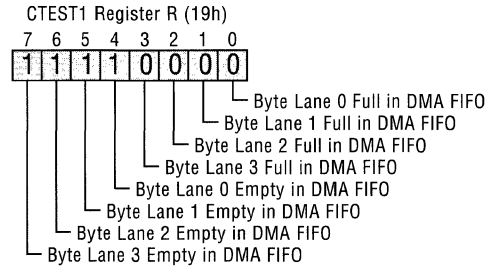 CTEST1 Register R (19h)
7 6 5 4 3 2 1 0
1 1 1 1 0 0 0 0
Byte Lane 0 Full in DMA FIFO
Byte Lane 1 Full in DMA FIFO
Byte Lane 2 Full in DMA FIFO
Byte Lane 3 Full in DMA FIFO
Byte Lane 0 Empty in DMA FIFO
Byte Lane 1 Empty in DMA FIFO
Byte Lane 2 Empty in DMA FIFO
Byte Lane 3 Empty in DMA FIFO